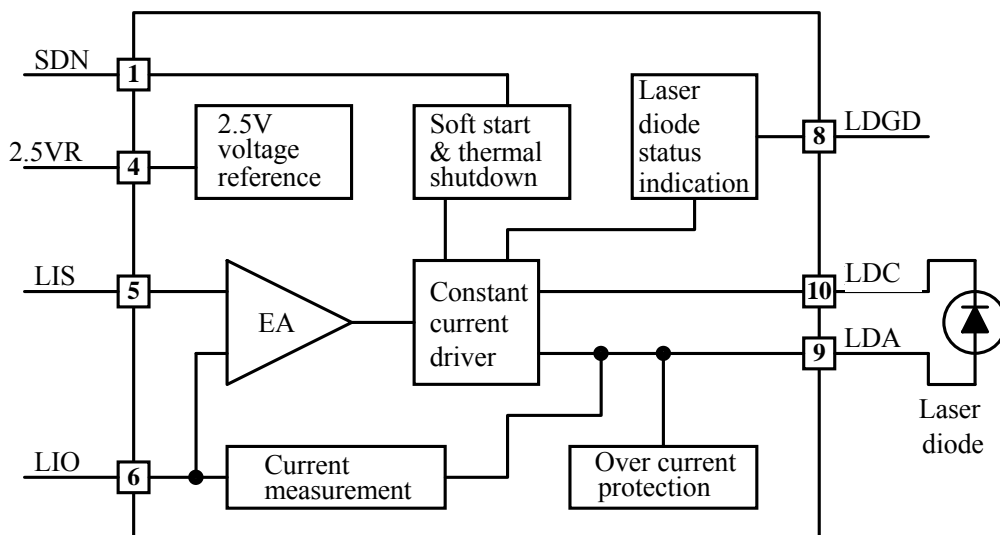 SDN
1
2.5VR
4
2.5V
voltage
reference
Soft start
& thermal
shutdown
Laser
diode
status
indication
8
LDGD
LIS
5
EA
Constant
current
driver
10
LDC
9
LDA
Laser
diode
LIO
6
Current
measurement
Over current
protection